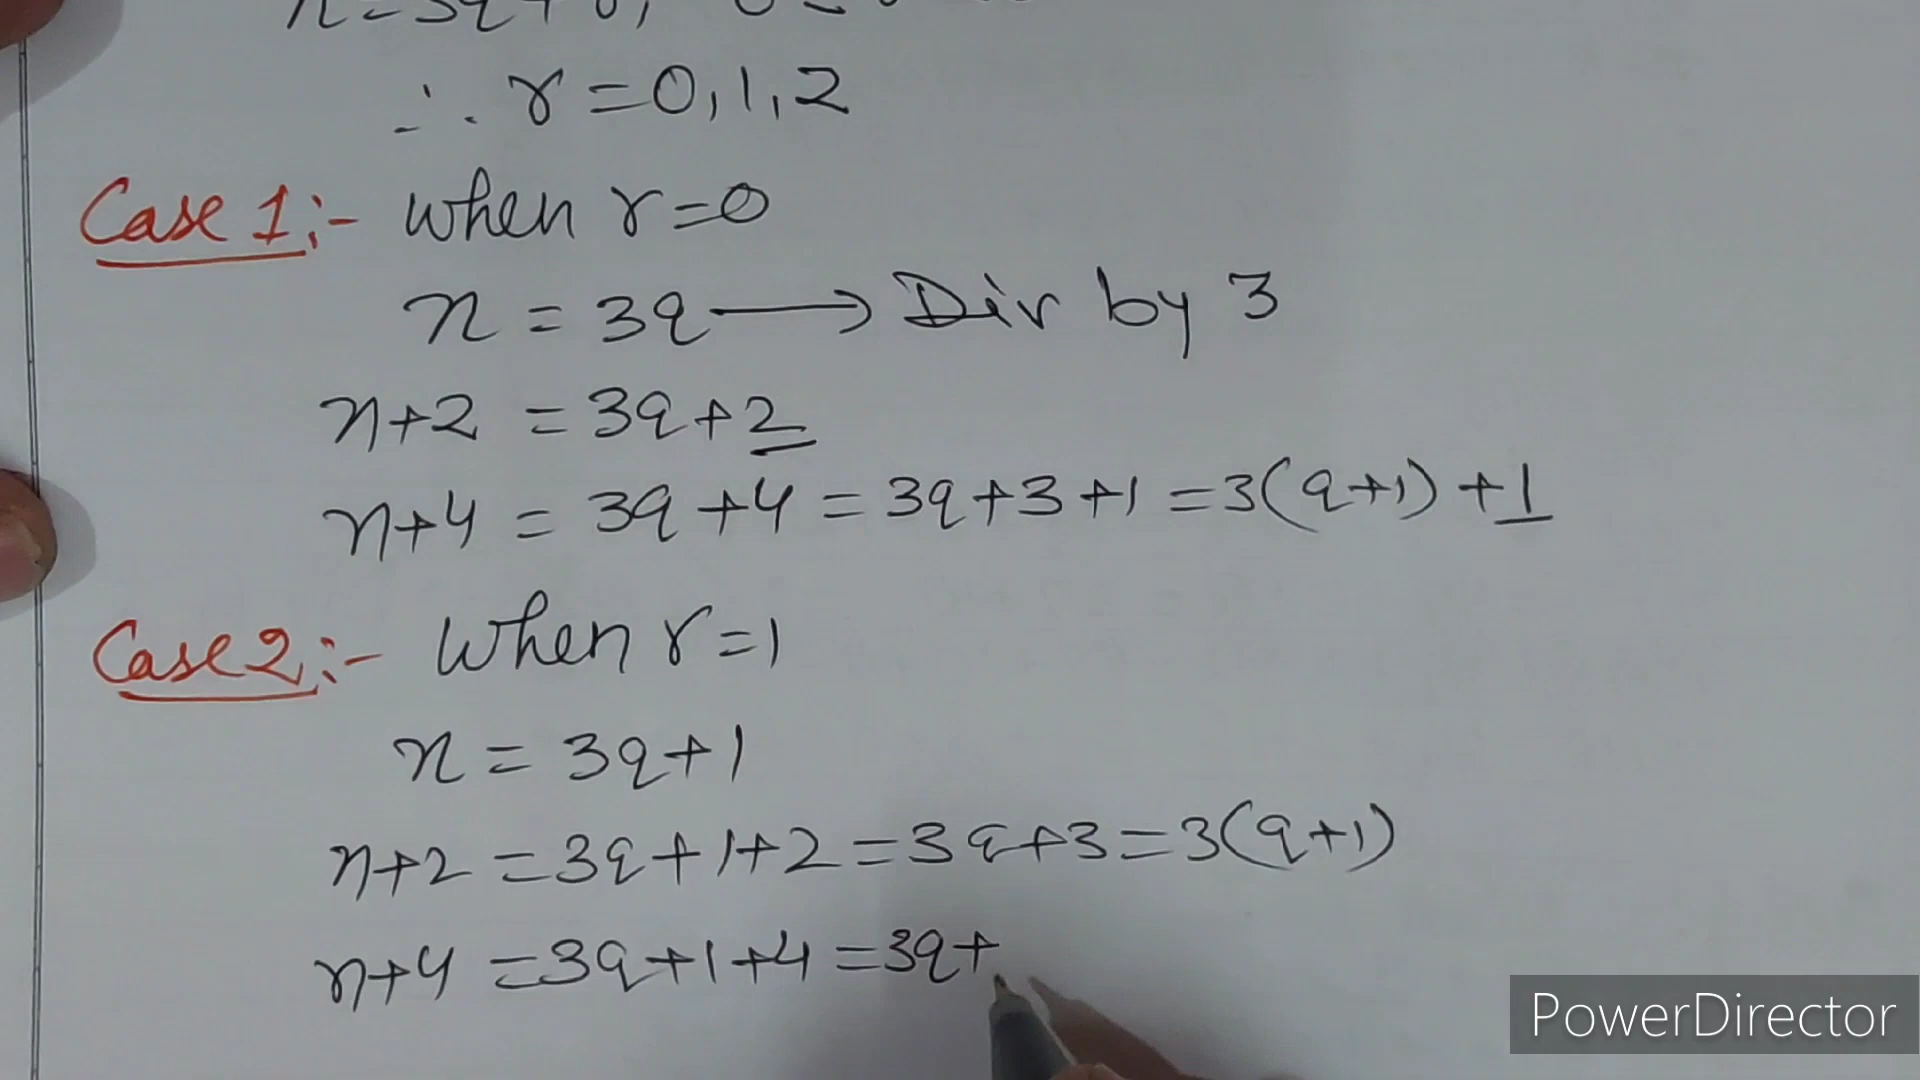 ∴ r = 0, 1, 2
Case 1:- when r = 0
n = 3q → Div by 3
n+2 = 3q+2
n+4 = 3q+4 = 3q+3+1 = 3(q+1)+1
Case 2:- when r = 1
n = 3q+1
n+2 = 3q+1+2 = 3q+3 = 3(q+1)
n+4 = 3q+1+4 = 3q+
PowerDirector